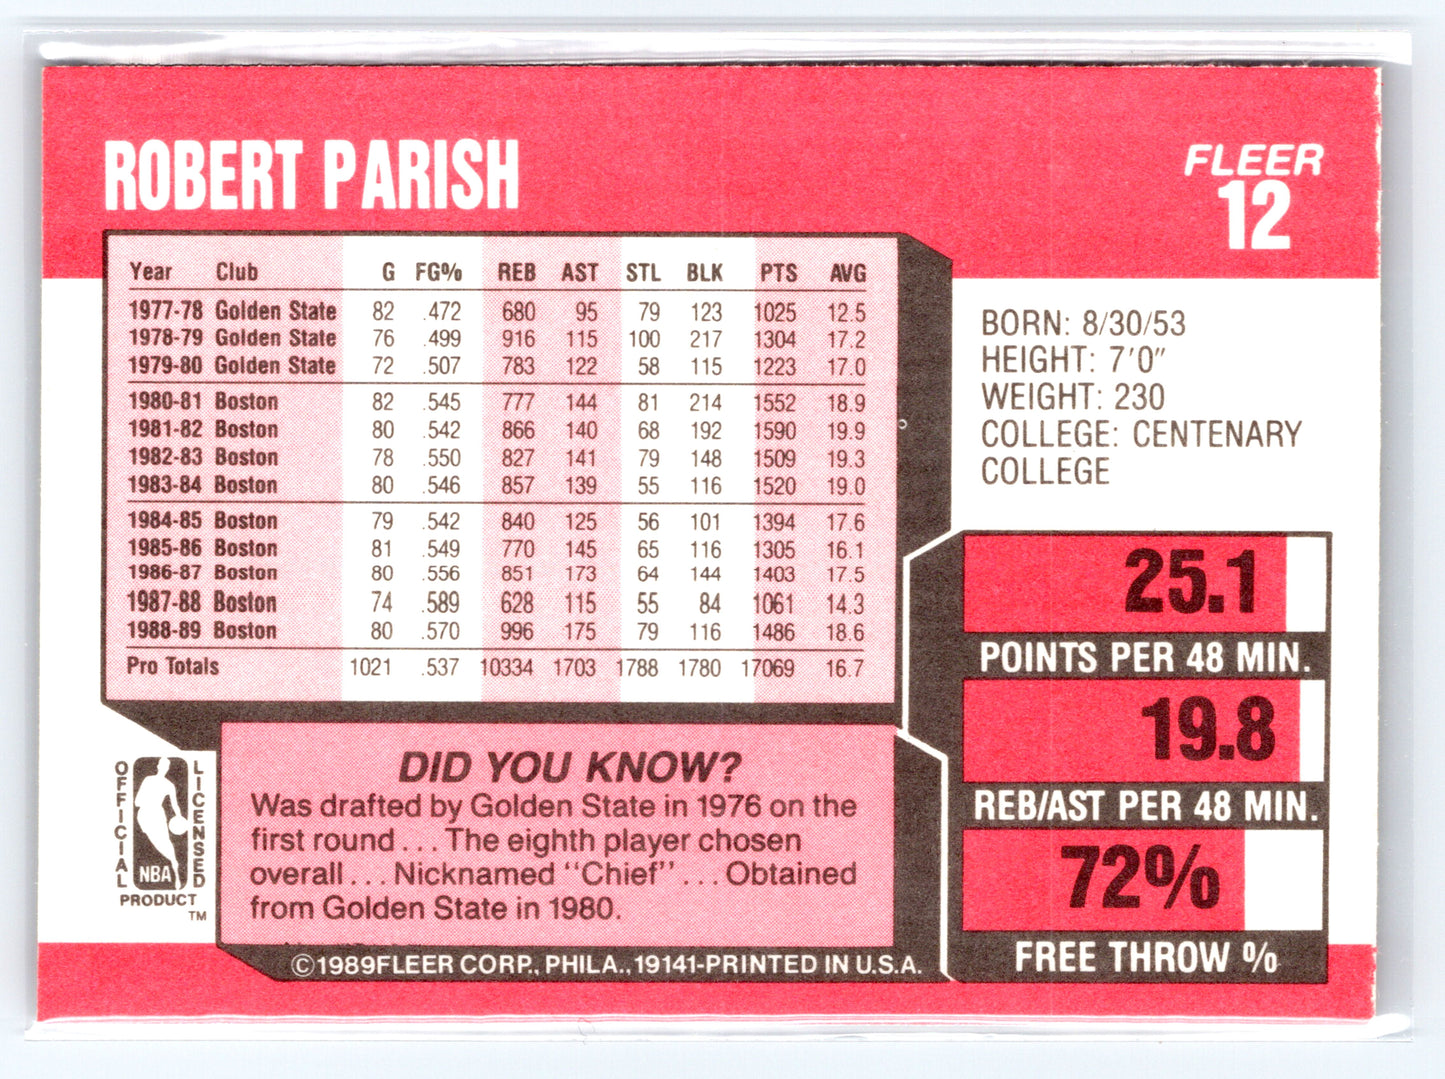 ROBERT PARISH
FLEER
12
Year Club G FG% REB AST STL BLK PTS AVG
1977-78 Golden State 82 .472 680 95 79 123 1025 12.5
1978-79 Golden State 76 .499 916 115 100 217 1304 17.2
1979-80 Golden State 72 .507 783 122 58 115 1223 17.0
1980-81 Boston 82 .545 777 144 81 214 1552 18.9
1981-82 Boston 80 .542 866 140 68 192 1590 19.9
1982-83 Boston 78 .550 827 141 79 148 1509 19.3
1983-84 Boston 80 .546 857 139 55 116 1520 19.0
1984-85 Boston 79 .542 840 125 56 101 1394 17.6
1985-86 Boston 81 .549 770 145 65 116 1305 16.1
1986-87 Boston 80 .556 851 173 64 144 1403 17.5
1987-88 Boston 74 .589 628 115 55 84 1061 14.3
1988-89 Boston 80 .570 996 175 79 116 1486 18.6
Pro Totals 1021 .537 10334 1703 1788 1780 17069 16.7
BORN: 8/30/53
HEIGHT: 7'0"
WEIGHT: 230
COLLEGE: CENTENARY
COLLEGE
25.1
POINTS PER 48 MIN.
19.8
REB/AST PER 48 MIN.
72%
FREE THROW %
DID YOU KNOW?
Was drafted by Golden State in 1976 on the
first round . . . The eighth player chosen
overall . . . Nicknamed "Chief" . . . Obtained
from Golden State in 1980.
OFFICIAL
NBA
LICENSED
PRODUCT
TM
©1989FLEER CORP., PHILA., 19141-PRINTED IN U.S.A.